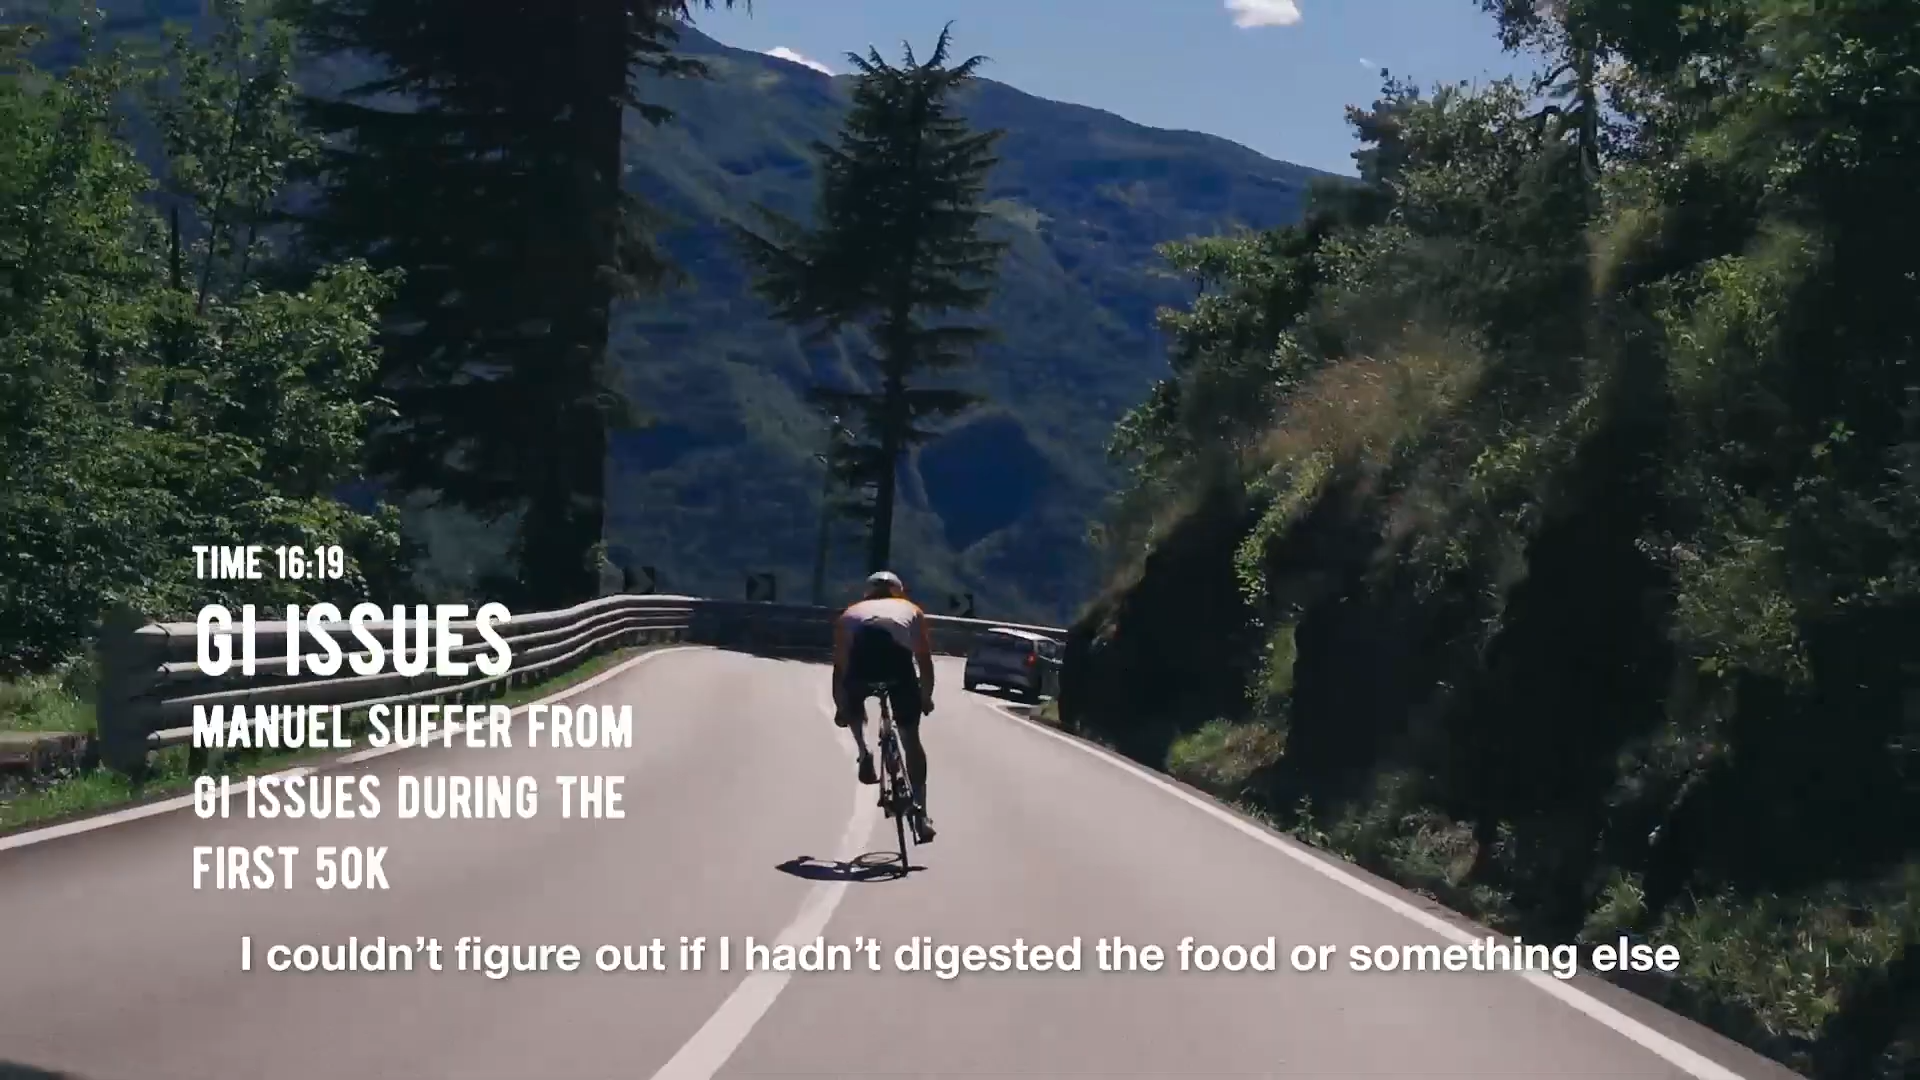 TIME 16:19
GI ISSUES
MANUEL SUFFER FROM
GI ISSUES DURING THE
FIRST 50K
I couldn't figure out if I hadn't digested the food or something else